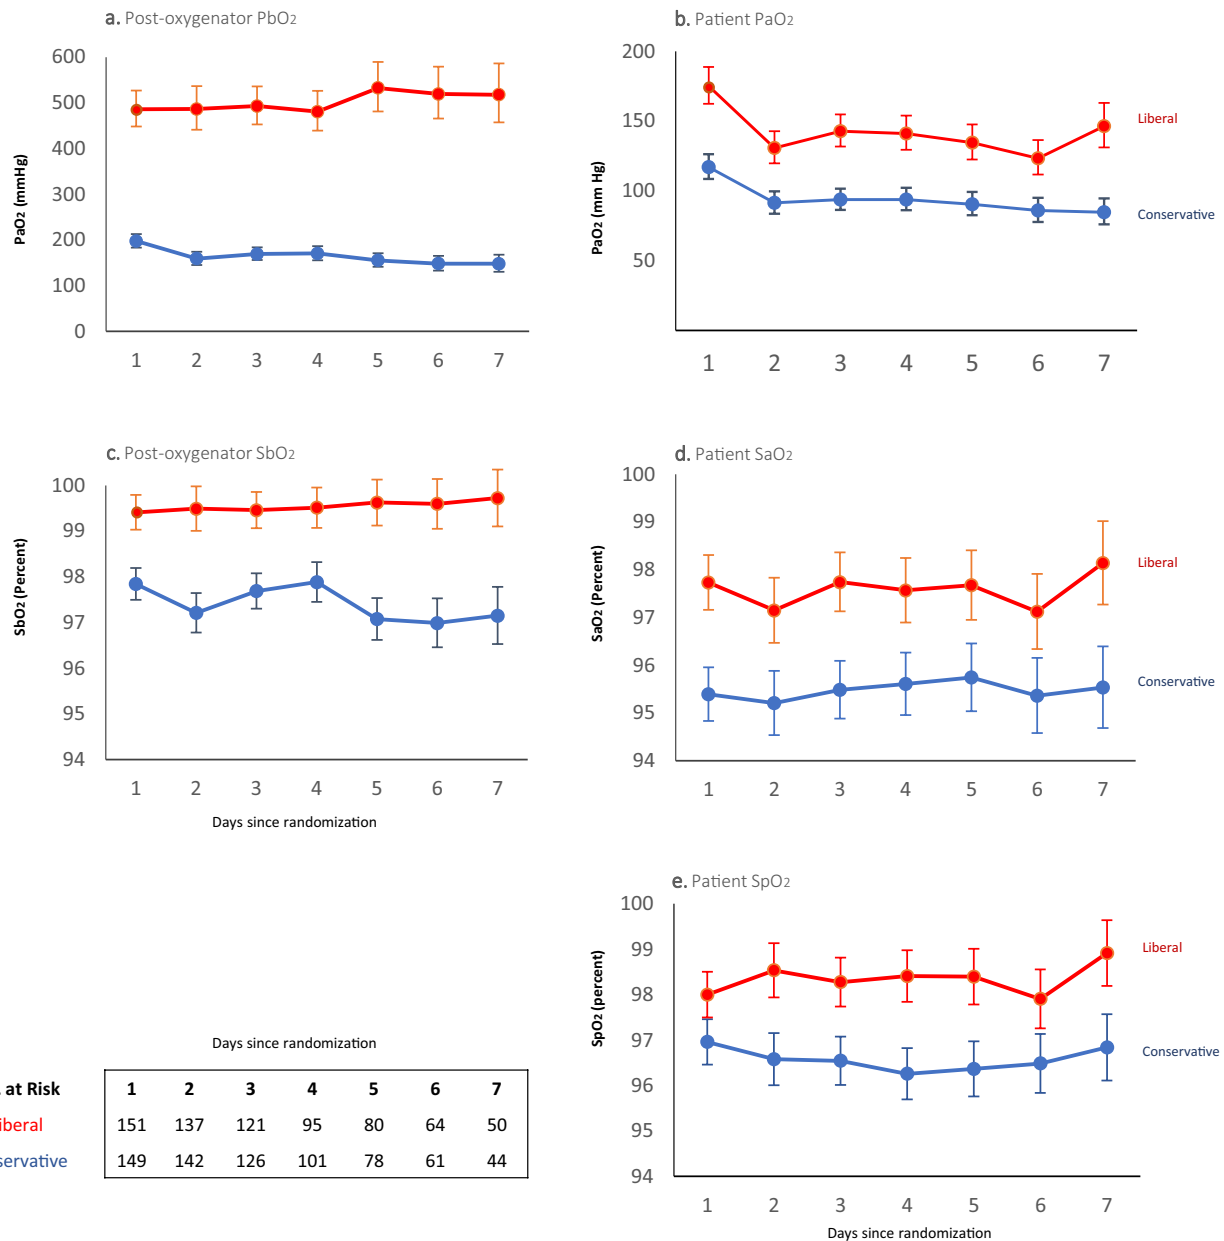 a. Post-oxygenator PbO2
600
500
400
300
200
100
0
PaO2 (mmHg)
1 2 3 4 5 6 7
b. Patient PaO2
200
150
100
50
PaO2 (mm Hg)
Liberal
Conservative
1 2 3 4 5 6 7
c. Post-oxygenator SbO2
100
99
98
97
96
95
94
SbO2 (Percent)
1 2 3 4 5 6 7
Days since randomization
d. Patient SaO2
100
99
98
97
96
95
94
SaO2 (Percent)
Liberal
Conservative
1 2 3 4 5 6 7
e. Patient SpO2
100
99
98
97
96
95
94
SpO2 (percent)
Liberal
Conservative
1 2 3 4 5 6 7
Days since randomization
Days since randomization
. at Risk 1 2 3 4 5 6 7
iberal 151 137 121 95 80 64 50
servative 149 142 126 101 78 61 44